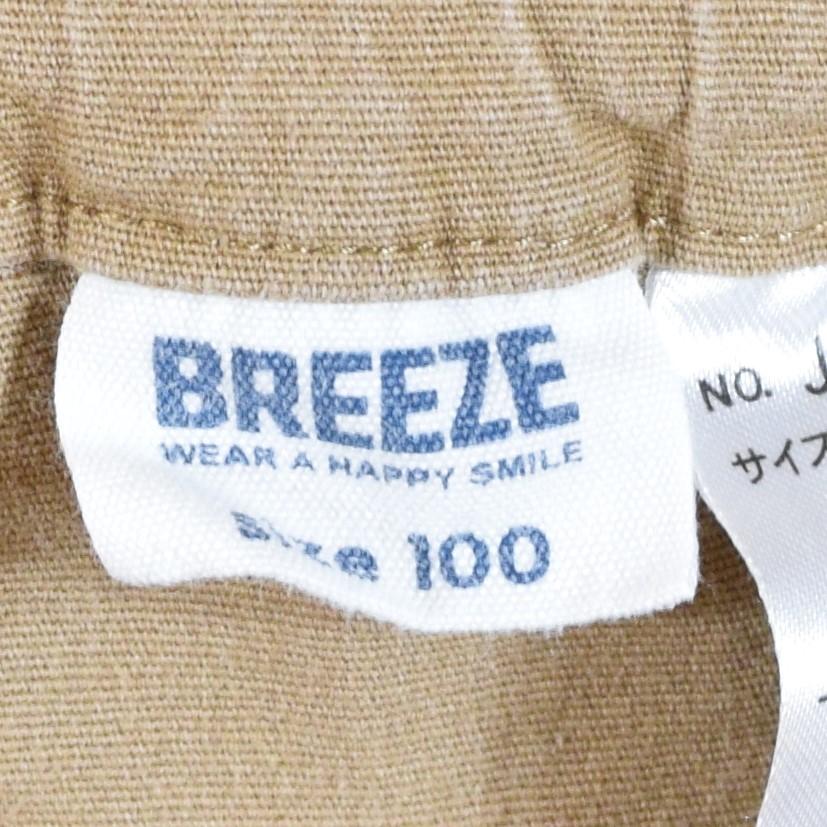 BREEZE
WEAR A HAPPY SMILE
Size 100
NO. J
サイズ